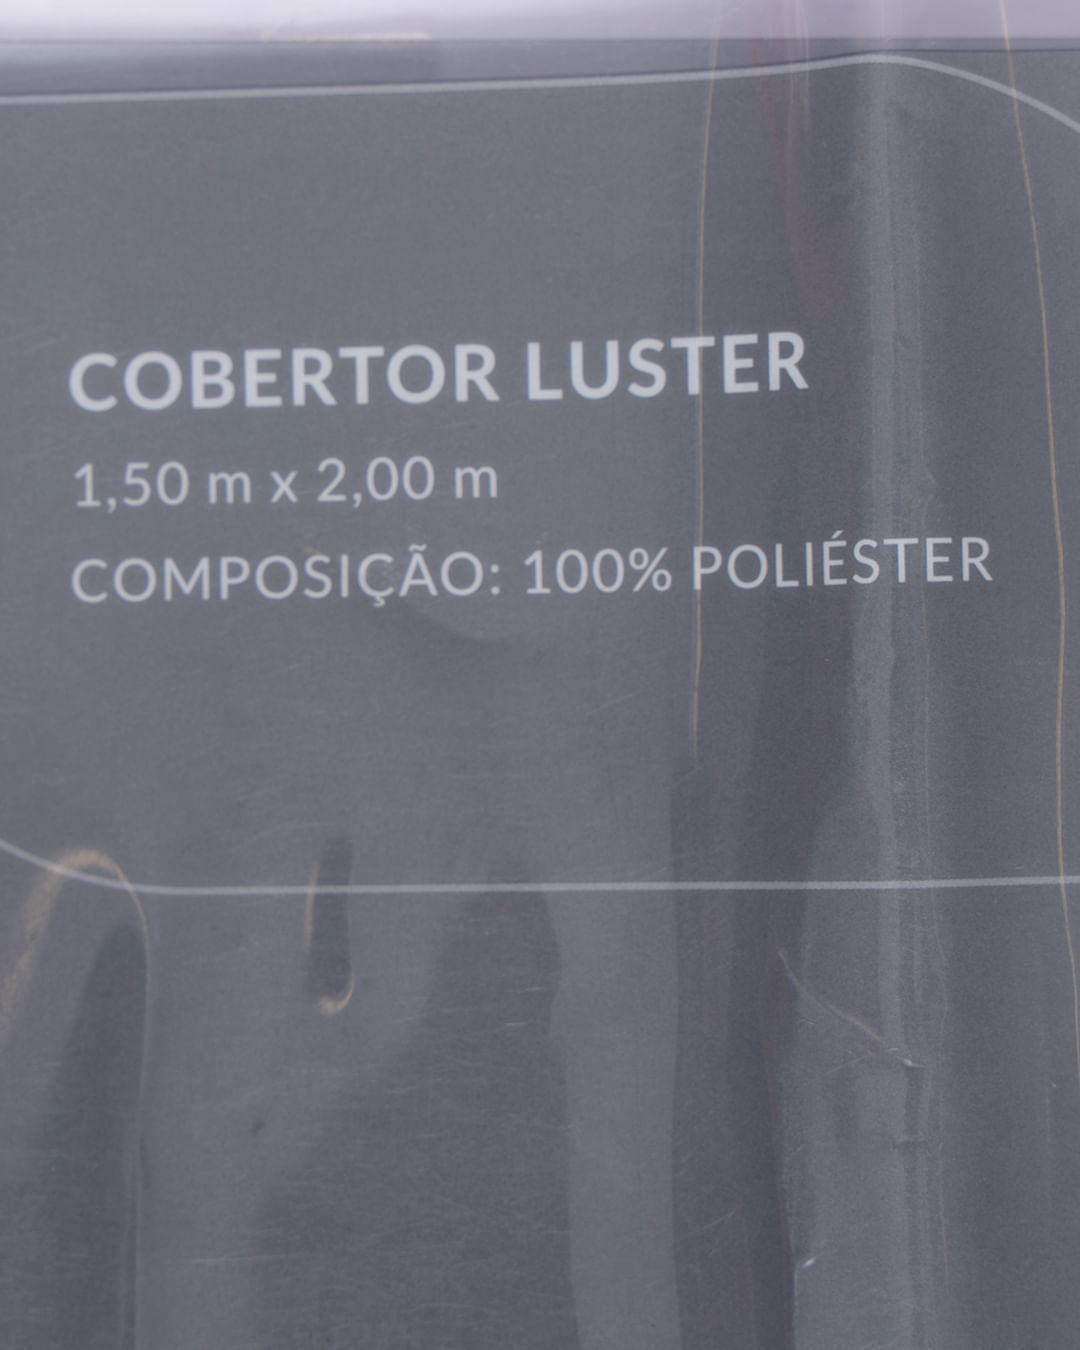 COBERTOR LUSTER
1,50 m x 2,00 m
COMPOSIÇÃO: 100% POLIÉSTER